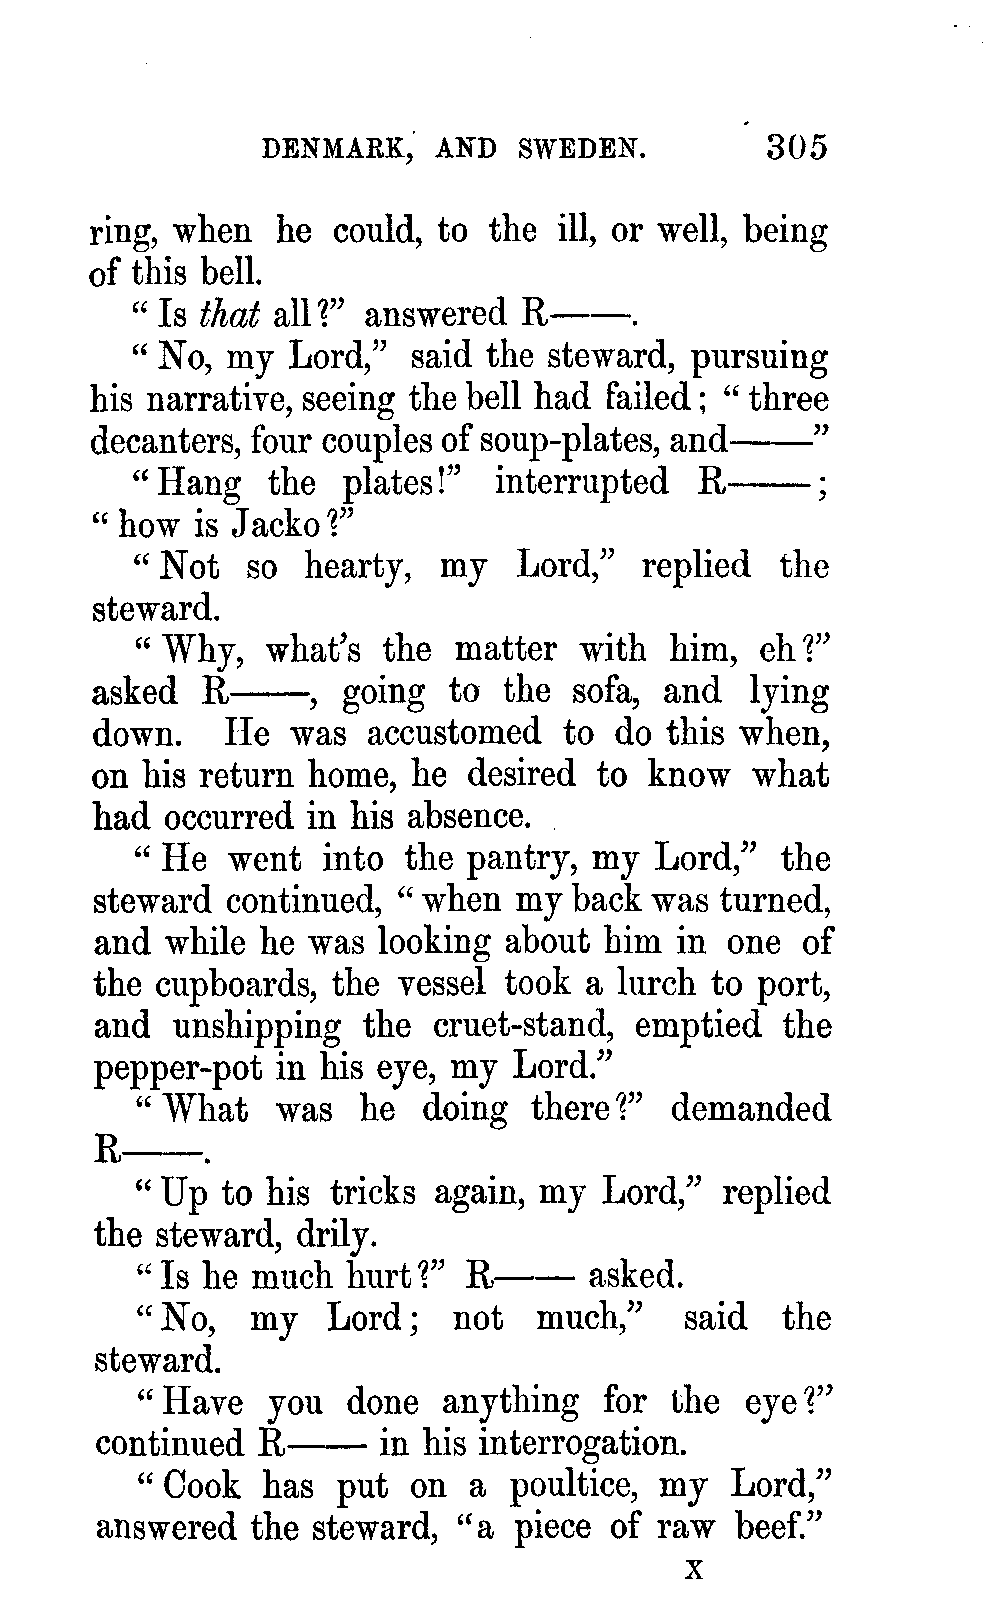 DENMARK, AND SWEDEN. 305
ring, when he could, to the ill, or well, being
of this bell.
“ Is that all ?” answered R——.
“ No, my Lord,” said the steward, pursuing
his narrative, seeing the bell had failed ; “ three
decanters, four couples of soup-plates, and——”
“ Hang the plates!” interrupted R—— ;
“ how is Jacko ?”
“ Not so hearty, my Lord,” replied the
steward.
“ Why, what’s the matter with him, eh ?”
asked R——, going to the sofa, and lying
down. He was accustomed to do this when,
on his return home, he desired to know what
had occurred in his absence.
“ He went into the pantry, my Lord,” the
steward continued, “ when my back was turned,
and while he was looking about him in one of
the cupboards, the vessel took a lurch to port,
and unshipping the cruet-stand, emptied the
pepper-pot in his eye, my Lord.”
“ What was he doing there ?” demanded
R——.
“ Up to his tricks again, my Lord,” replied
the steward, drily.
“ Is he much hurt ?” R—— asked.
“ No, my Lord ; not much,” said the
steward.
“ Have you done anything for the eye ?”
continued R—— in his interrogation.
“ Cook has put on a poultice, my Lord,”
answered the steward, “a piece of raw beef.”
X